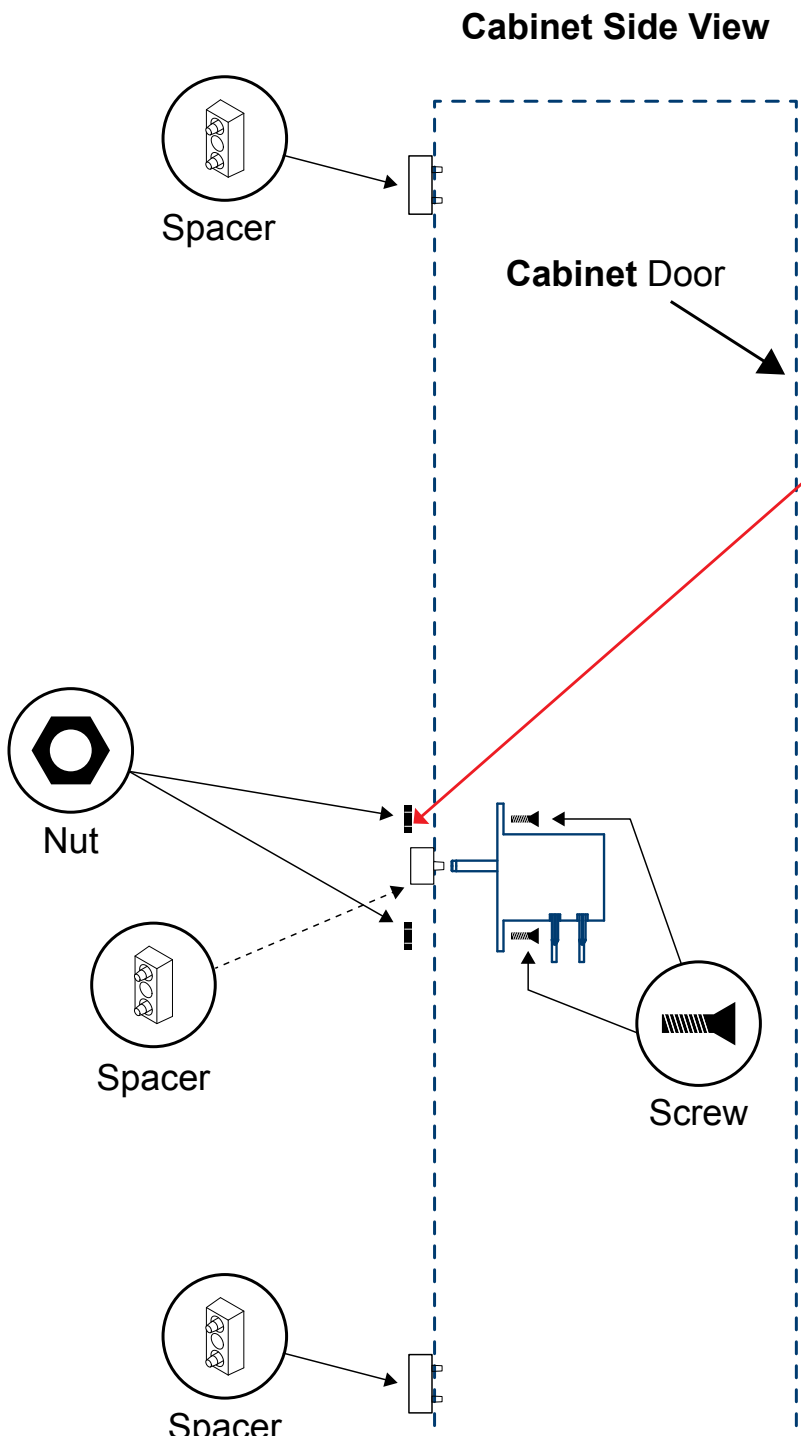 Cabinet Side View
Spacer
Cabinet Door
Nut
Spacer
Screw
Spacer